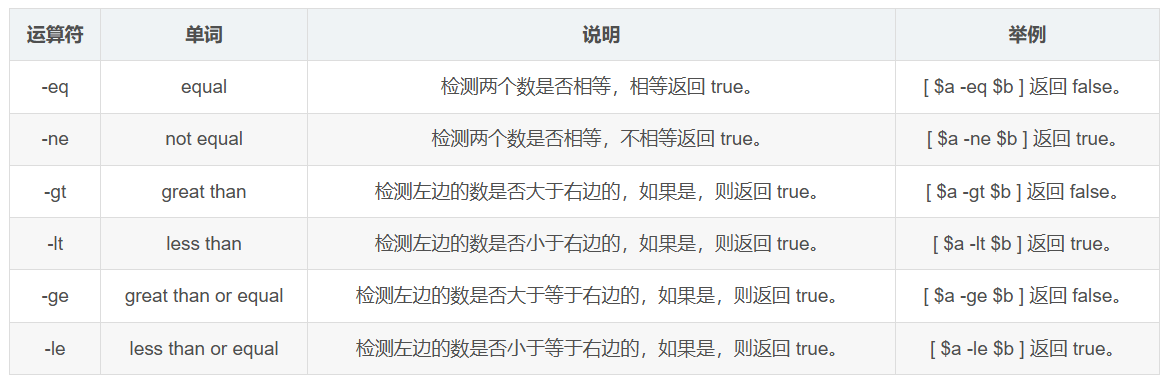 运算符 单词 说明 举例
-eq equal 检测两个数是否相等，相等返回 true。 [ $a -eq $b ] 返回 false。
-ne not equal 检测两个数是否相等，不相等返回 true。 [ $a -ne $b ] 返回 true。
-gt great than 检测左边的数是否大于右边的，如果是，则返回 true。 [ $a -gt $b ] 返回 false。
-lt less than 检测左边的数是否小于右边的，如果是，则返回 true。 [ $a -lt $b ] 返回 true。
-ge great than or equal 检测左边的数是否大于等于右边的，如果是，则返回 true。 [ $a -ge $b ] 返回 false。
-le less than or equal 检测左边的数是否小于等于右边的，如果是，则返回 true。 [ $a -le $b ] 返回 true。